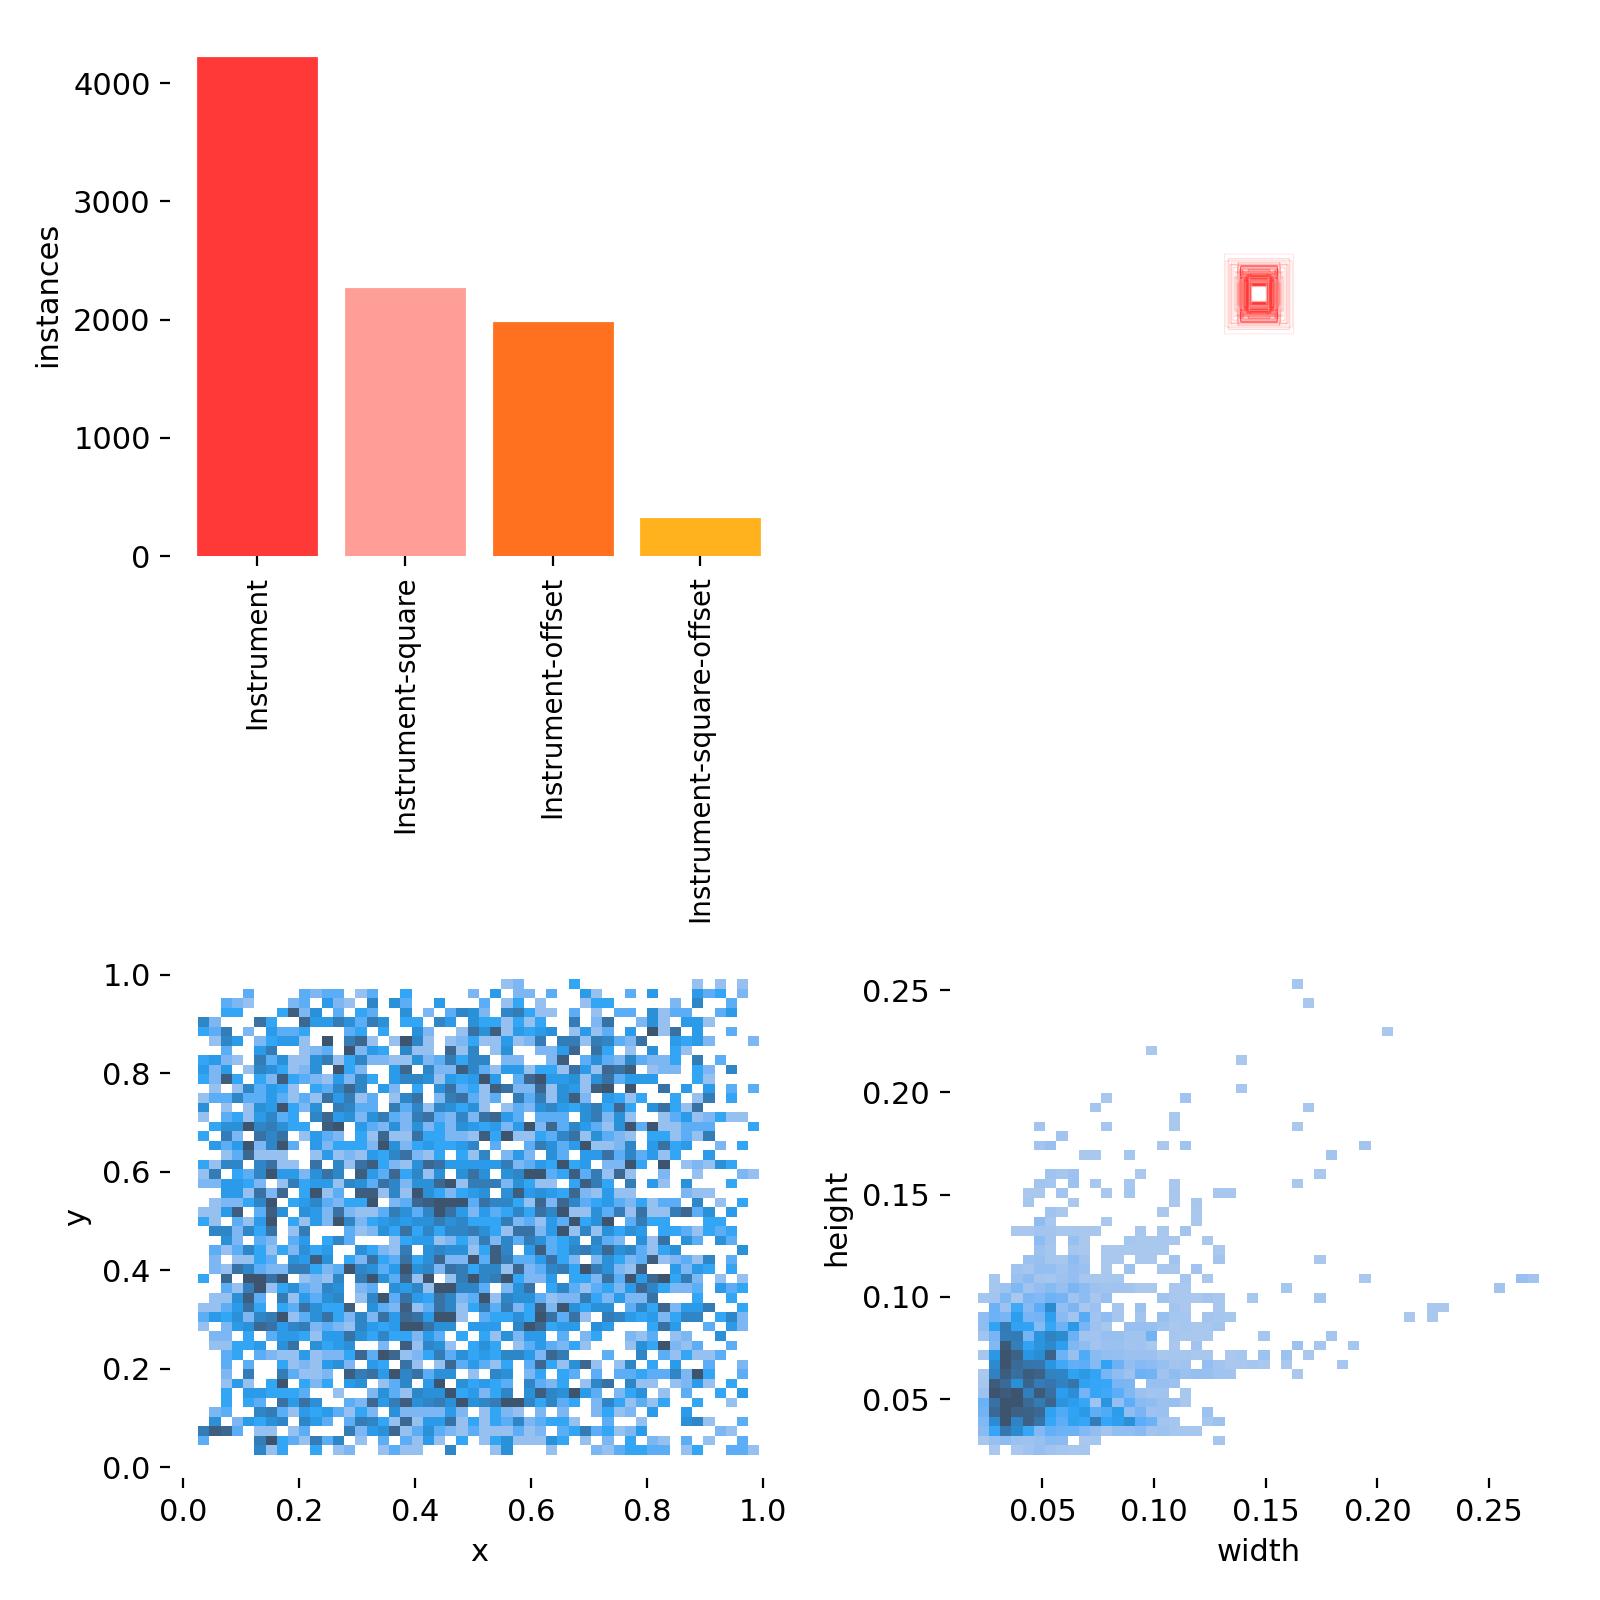 4000
3000
2000
1000
0
instances
Instrument
Instrument-square
Instrument-offset
Instrument-square-offset
1.0
0.8
0.6
0.4
0.2
0.0
y
0.0 0.2 0.4 0.6 0.8 1.0
x
0.25
0.20
0.15
0.10
0.05
height
0.05 0.10 0.15 0.20 0.25
width